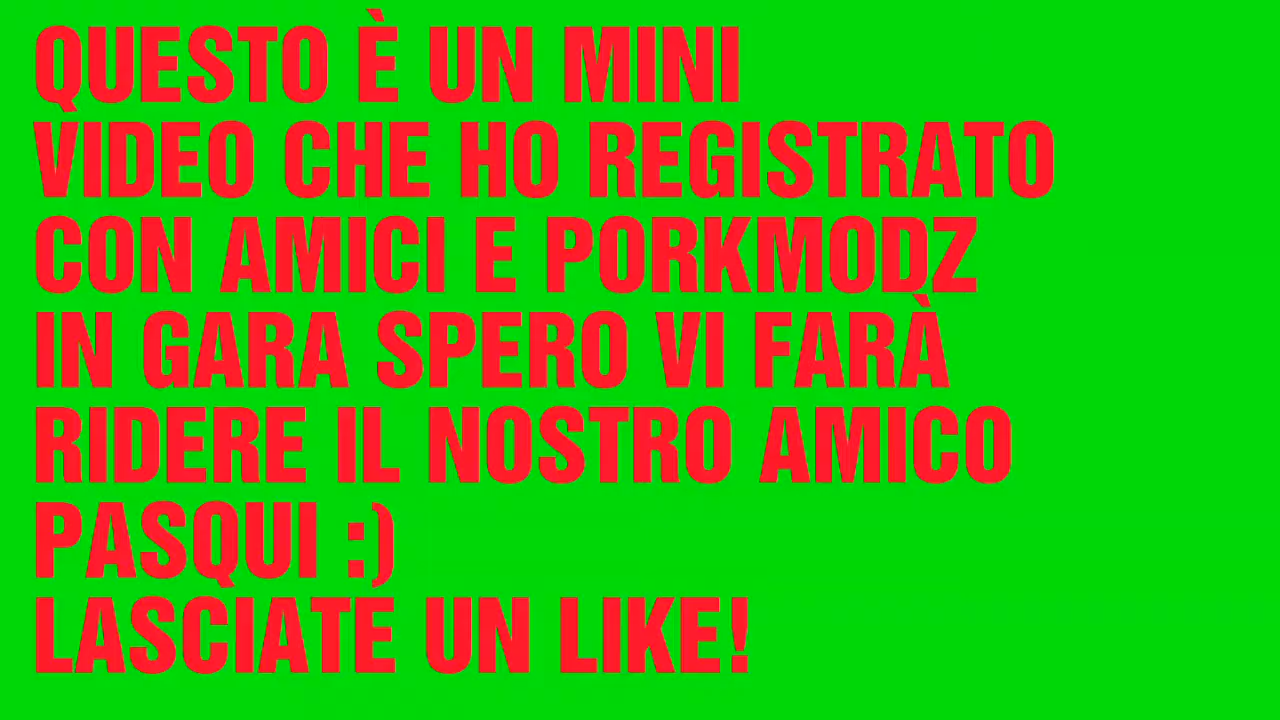 QUESTO È UN MINI
VIDEO CHE HO REGISTRATO
CON AMICI E PORKMODZ
IN GARA SPERO VI FARÀ
RIDERE IL NOSTRO AMICO
PASQUI :)
LASCIATE UN LIKE!